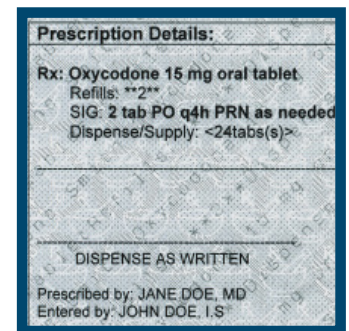 Prescription Details:
Rx: Oxycodone 15 mg oral tablet
Refills: **2**
SIG: 2 tab PO q4h PRN as needed
Dispense/Supply: <24tabs(s)>
DISPENSE AS WRITTEN
Prescribed by: JANE DOE, MD
Entered by: JOHN DOE, I.S